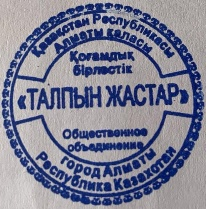 Қазақстан Республикасы
Алматы қаласы
Қоғамдық
бірлестік
«ТАЛПЫН ЖАСТАР»
Общественное
объединение
город Алматы
Республика Казахстан